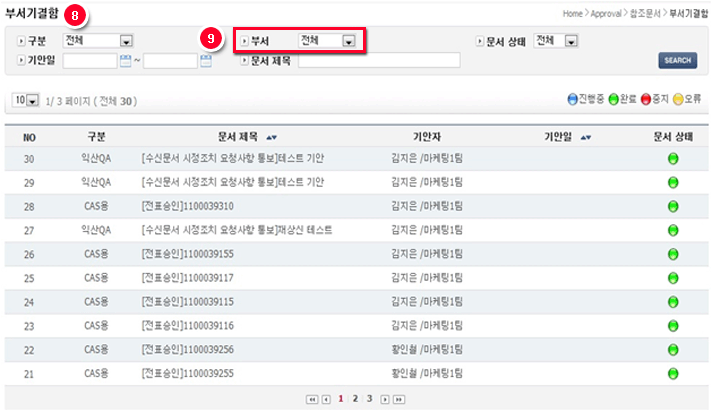 부서기결함 8 Home > Approval > 참조문서 > 부서기결함
구분 전체 9 부서 전체 문서 상태 전체
기안일 ~ 문서 제목 SEARCH
10 1/ 3 페이지 ( 전체 30 ) 진행중 완료 중지 오류
NO 구분 문서 제목 기안자 기안일 문서 상태
30 익산QA [수신문서 시정조치 요청사항 통보]테스트 기안 김지은 /마케팅1팀
29 익산QA [수신문서 시정조치 요청사항 통보]테스트 기안 김지은 /마케팅1팀
28 CAS용 [전표승인]1100039310 김지은 /마케팅1팀
27 익산QA [수신문서 시정조치 요청사항 통보]재상신 테스트 김지은 /마케팅1팀
26 CAS용 [전표승인]1100039155 김지은 /마케팅1팀
25 CAS용 [전표승인]1100039117 김지은 /마케팅1팀
24 CAS용 [전표승인]1100039115 김지은 /마케팅1팀
23 CAS용 [전표승인]1100039116 김지은 /마케팅1팀
22 CAS용 [전표승인]1100039256 황인철 /마케팅1팀
21 CAS용 [전표승인]1100039255 황인철 /마케팅1팀
1 2 3